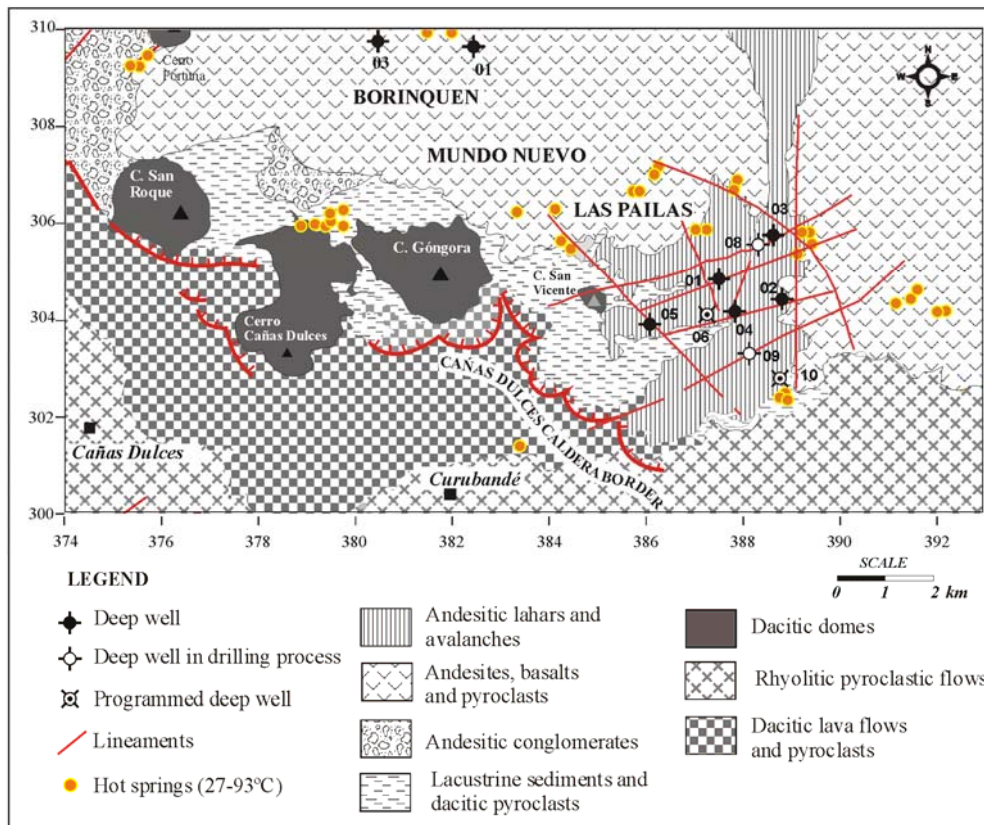 310
308
306
304
302
300
374
376
378
380
382
384
386
388
390
392
N
W
E
S
Cerro
Fortuna
03
01
BORINQUEN
MUNDO NUEVO
LAS PAILAS
C. San
Roque
C. Góngora
C. San
Vicente
Cerro
Cañas Dulces
03
08
01
02
05
06
04
09
10
CAÑAS DULCES CALDERA BORDER
Cañas Dulces
Curubandé
SCALE
0 1 2 km
LEGEND
Deep well
Deep well in drilling process
Programmed deep well
Lineaments
Hot springs (27-93ºC)
Andesitic lahars and
avalanches
Andesites, basalts
and pyroclasts
Andesitic conglomerates
Lacustrine sediments and
dacitic pyroclasts
Dacitic domes
Rhyolitic pyroclastic flows
Dacitic lava flows
and pyroclasts